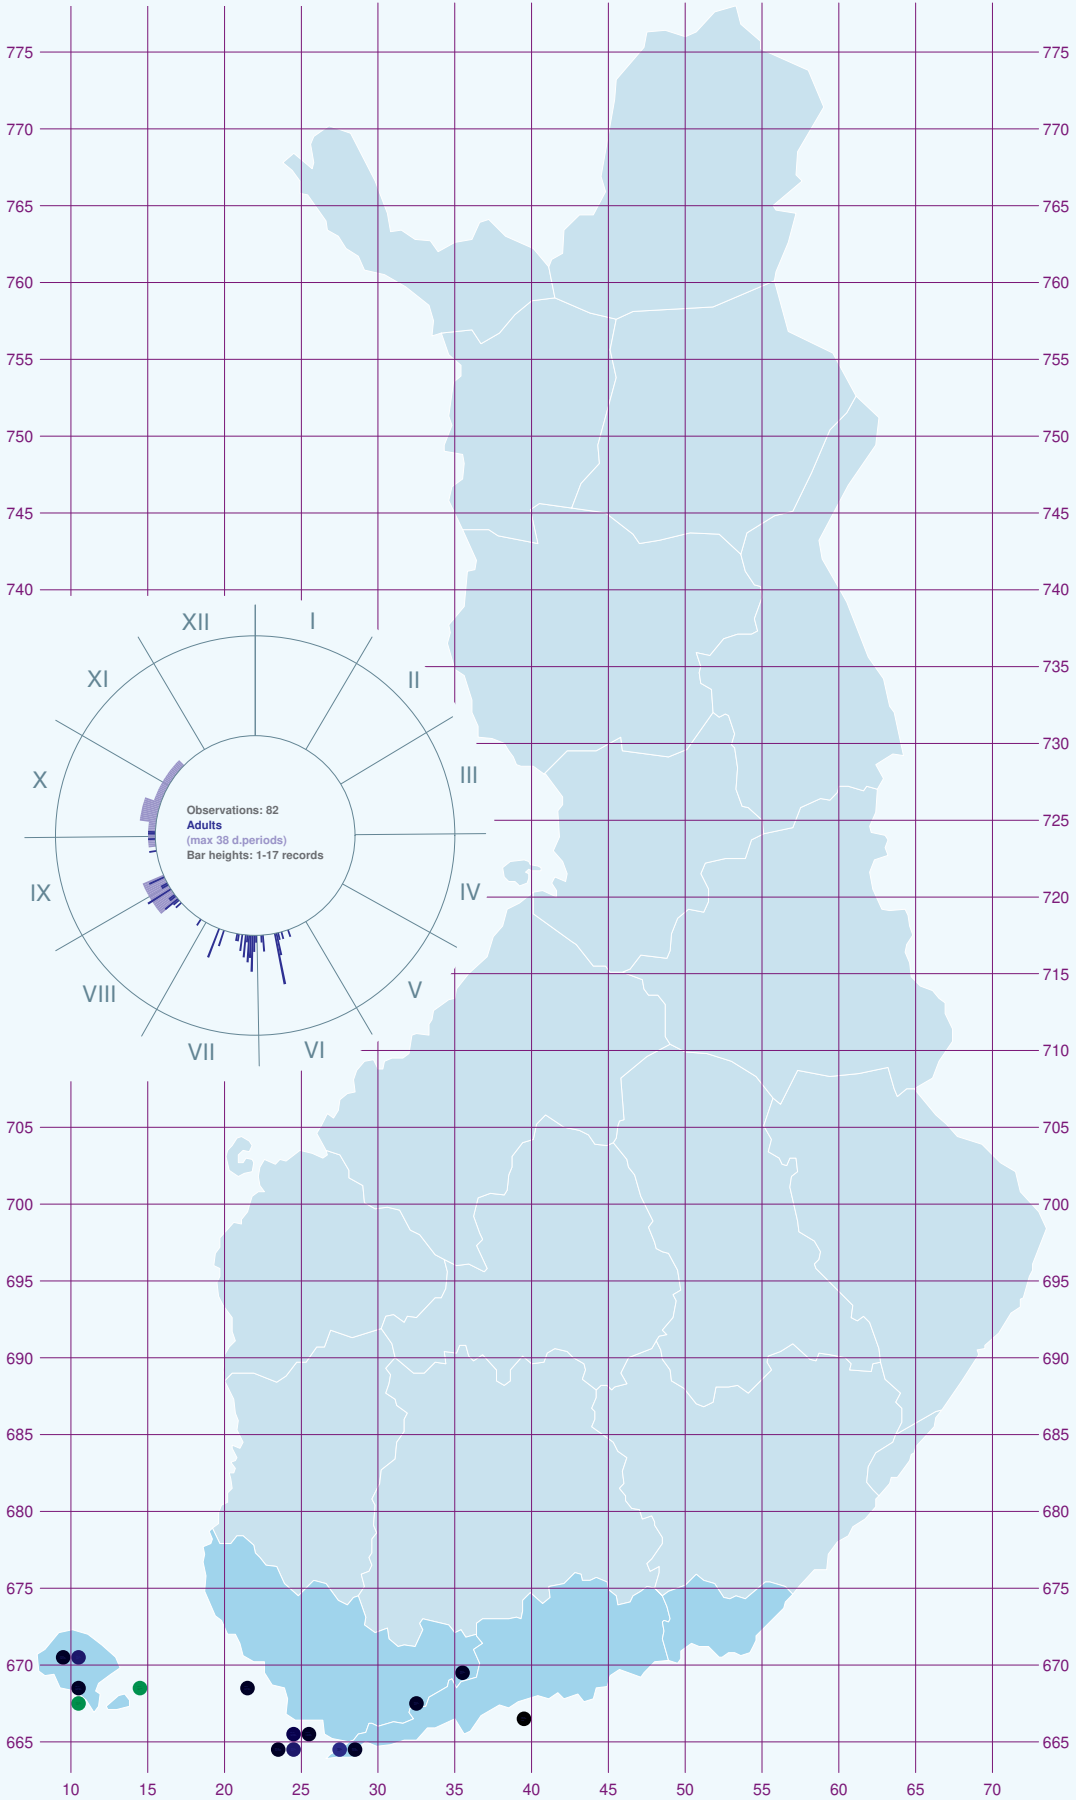 775 775
770 770
765 765
760 760
755 755
750 750
745 745
740 740
XII I
735
XI II
730
X III
Observations: 82
Adults
(max 38 d.periods)
Bar heights: 1-17 records
725
IX IV
720
VIII V
715
VII VI
710
705 705
700 700
695 695
690 690
685 685
680 680
675 675
670 670
665 665
10 15 20 25 30 35 40 45 50 55 60 65 70